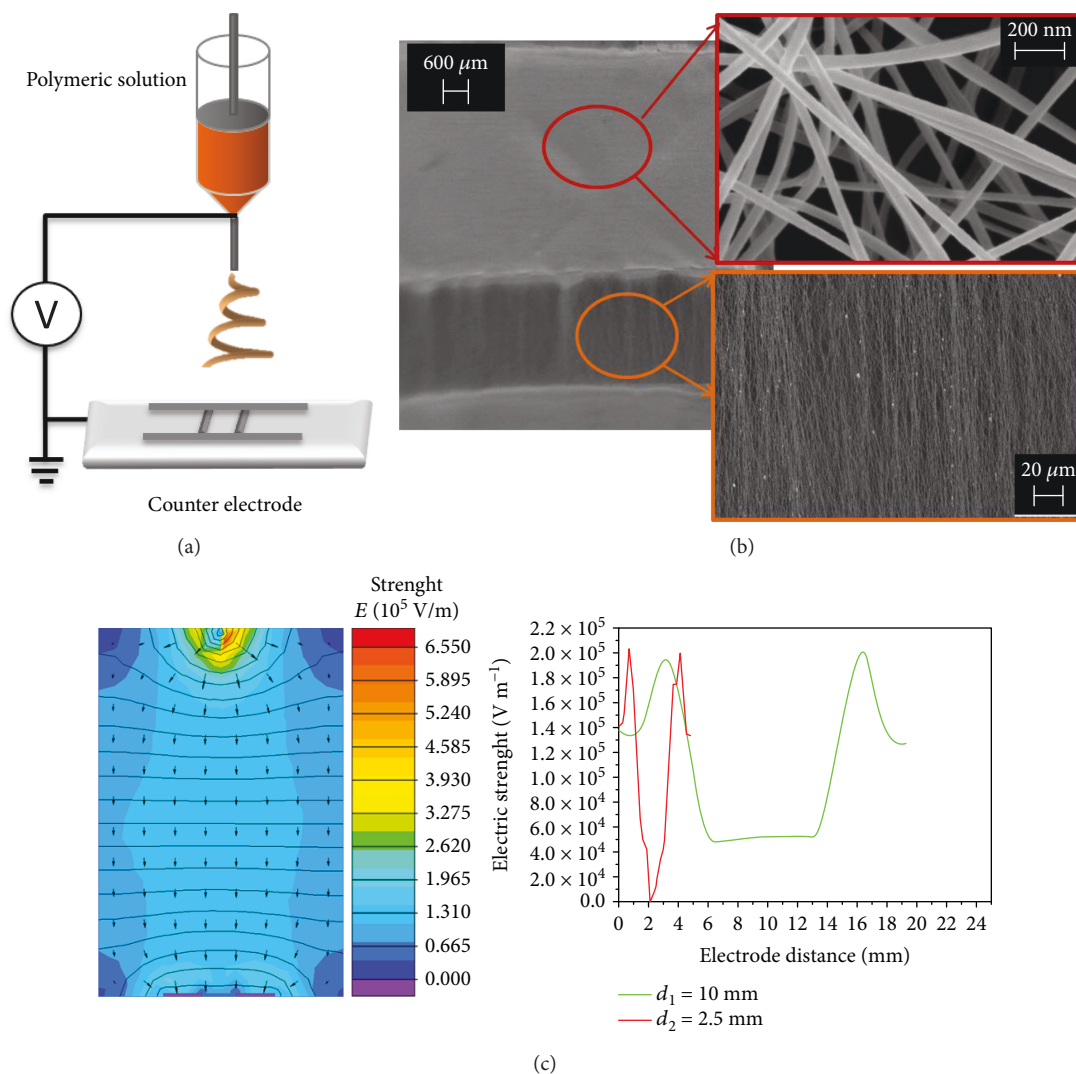 Polymeric solution
V
Counter electrode
(a)
600 μm
200 nm
20 μm
(b)
Strenght
E (10⁵ V/m)
6.550
5.895
5.240
4.585
3.930
3.275
2.620
1.965
1.310
0.665
0.000
Electric strenght (V m⁻¹)
2.2 × 10⁵
2.0 × 10⁵
1.8 × 10⁵
1.6 × 10⁵
1.4 × 10⁵
1.2 × 10⁵
1.0 × 10⁵
8.0 × 10⁴
6.0 × 10⁴
4.0 × 10⁴
2.0 × 10⁴
0.0
0 2 4 6 8 10 12 14 16 18 20 22 24
Electrode distance (mm)
d₁ = 10 mm
d₂ = 2.5 mm
(c)